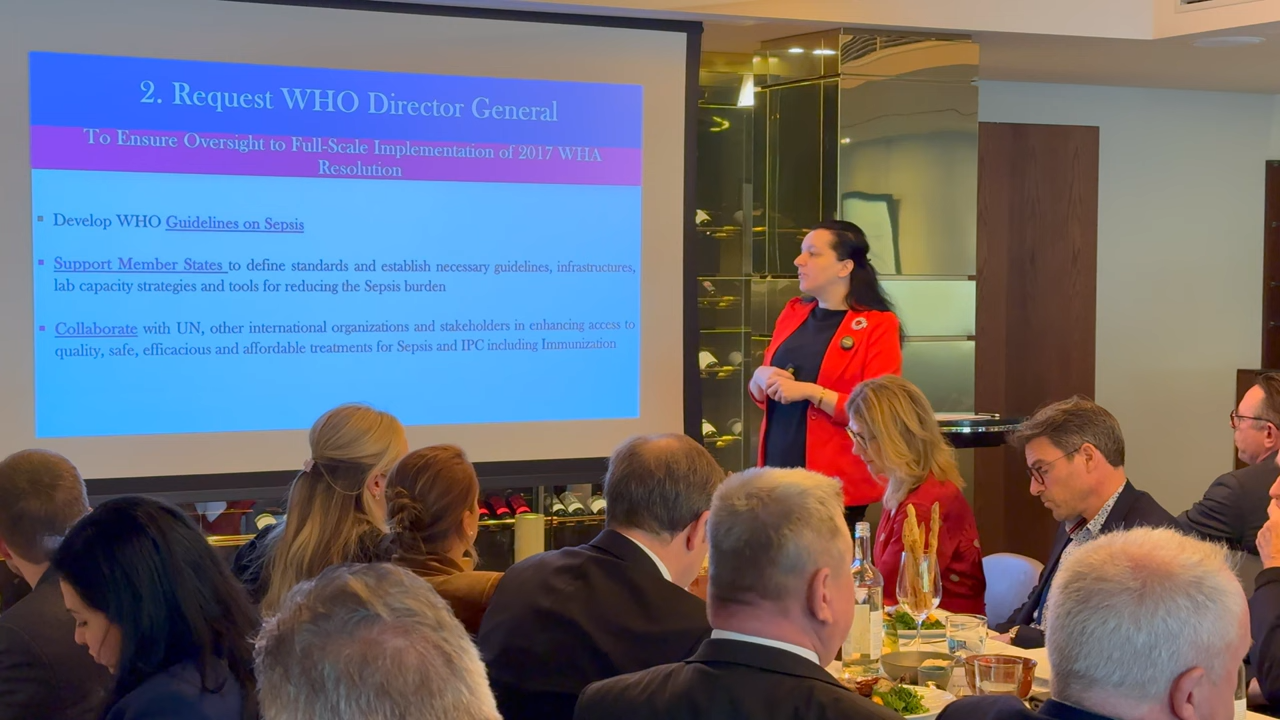 2. Request WHO Director General
To Ensure Oversight to Full-Scale Implementation of 2017 WHA
Resolution
▪ Develop WHO Guidelines on Sepsis
▪ Support Member States to define standards and establish necessary guidelines, infrastructures,
lab capacity strategies and tools for reducing the Sepsis burden
▪ Collaborate with UN, other international organizations and stakeholders in enhancing access to
quality, safe, efficacious and affordable treatments for Sepsis and IPC including Immunization